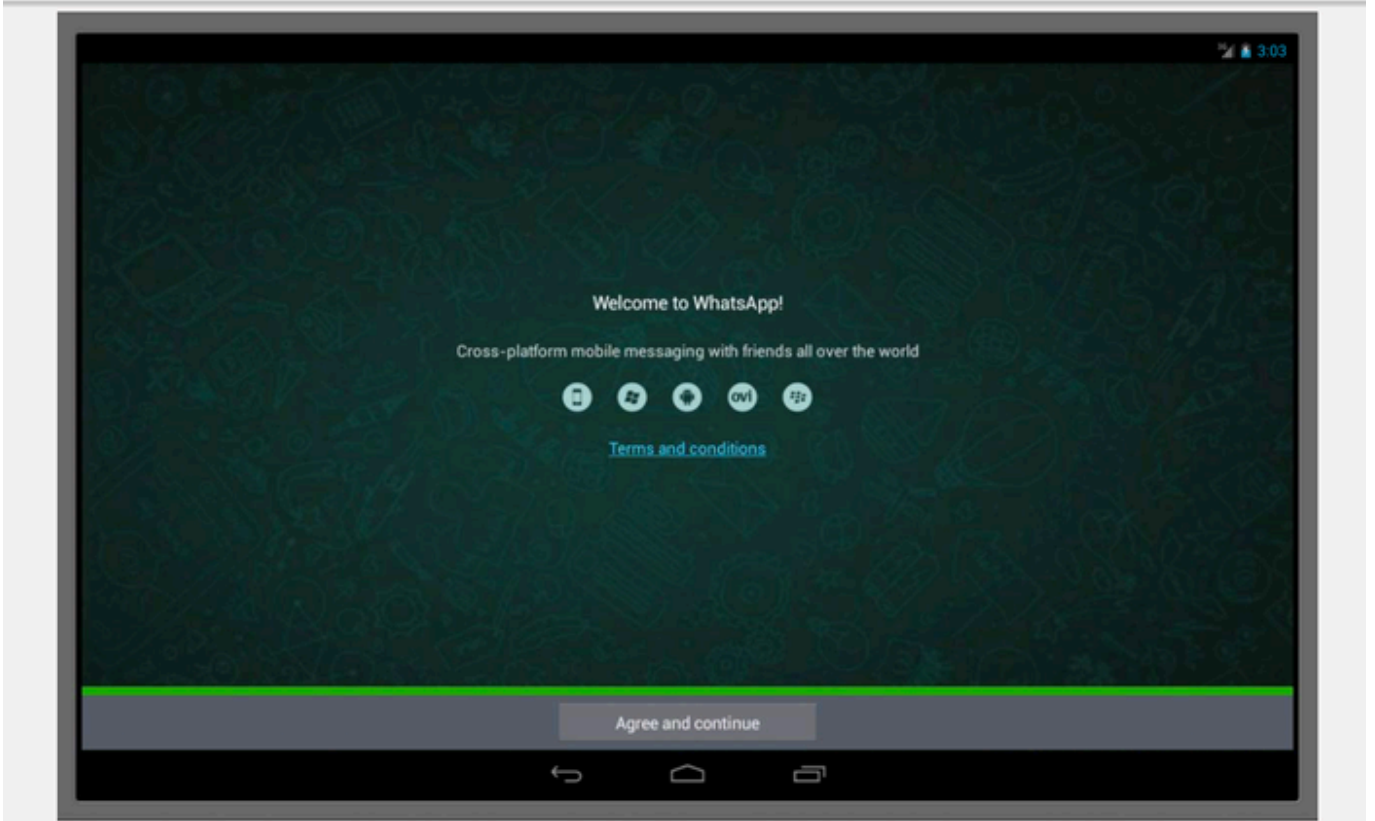 3G 3:03
Welcome to WhatsApp!
Cross-platform mobile messaging with friends all over the world
ovi
Terms and conditions
Agree and continue